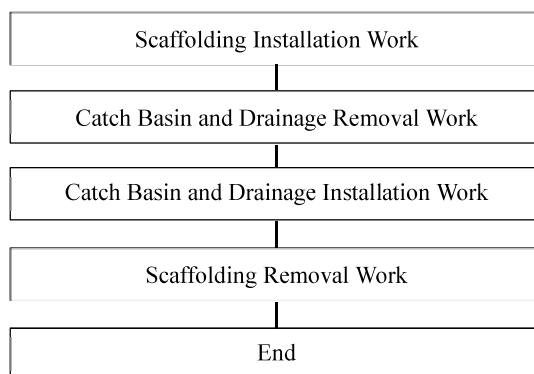 Scaffolding Installation Work
Catch Basin and Drainage Removal Work
Catch Basin and Drainage Installation Work
Scaffolding Removal Work
End